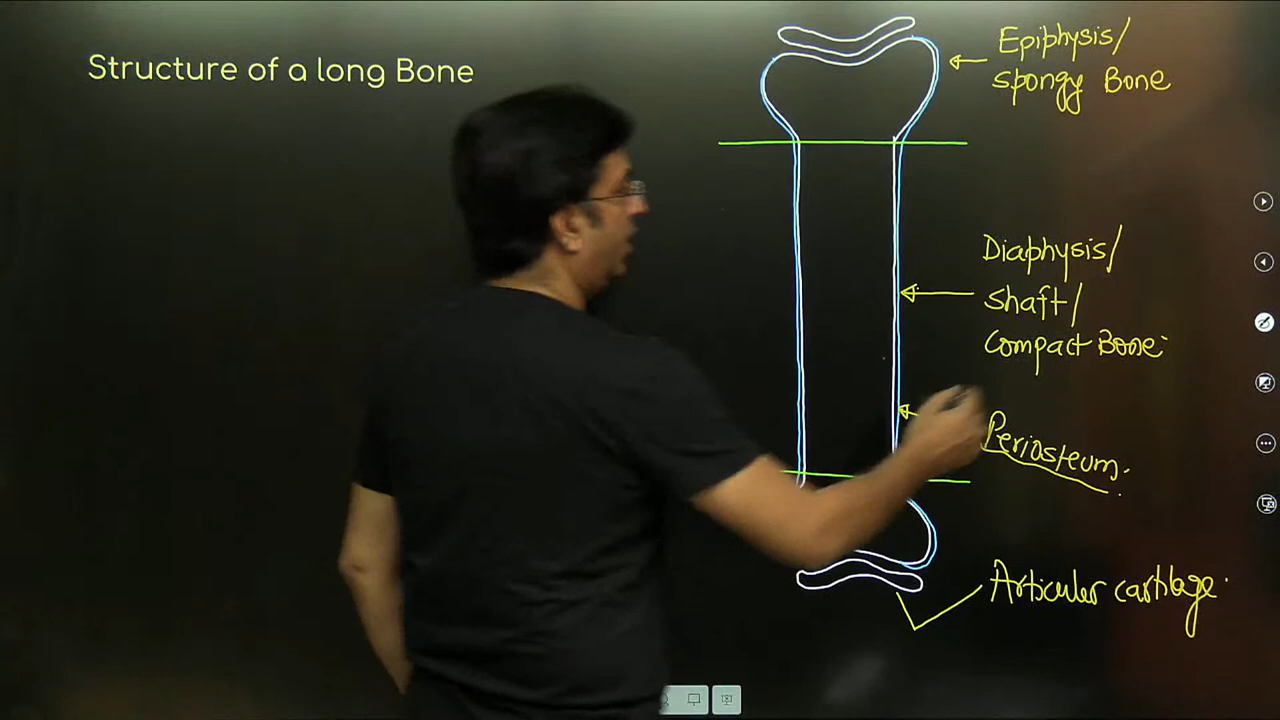 Structure of a long Bone
Epiphysis/
spongy Bone
Diaphysis/
Shaft/
Compact Bone
Periosteum.
Articular cartilage